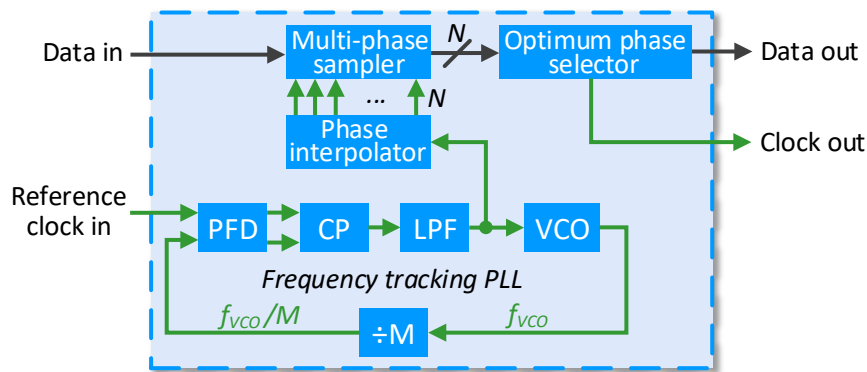 Data in
Multi-phase
sampler
N
Optimum phase
selector
Data out
... N
Phase
interpolator
Clock out
Reference
clock in
PFD
CP
LPF
VCO
Frequency tracking PLL
fVCO/M
÷M
fVCO